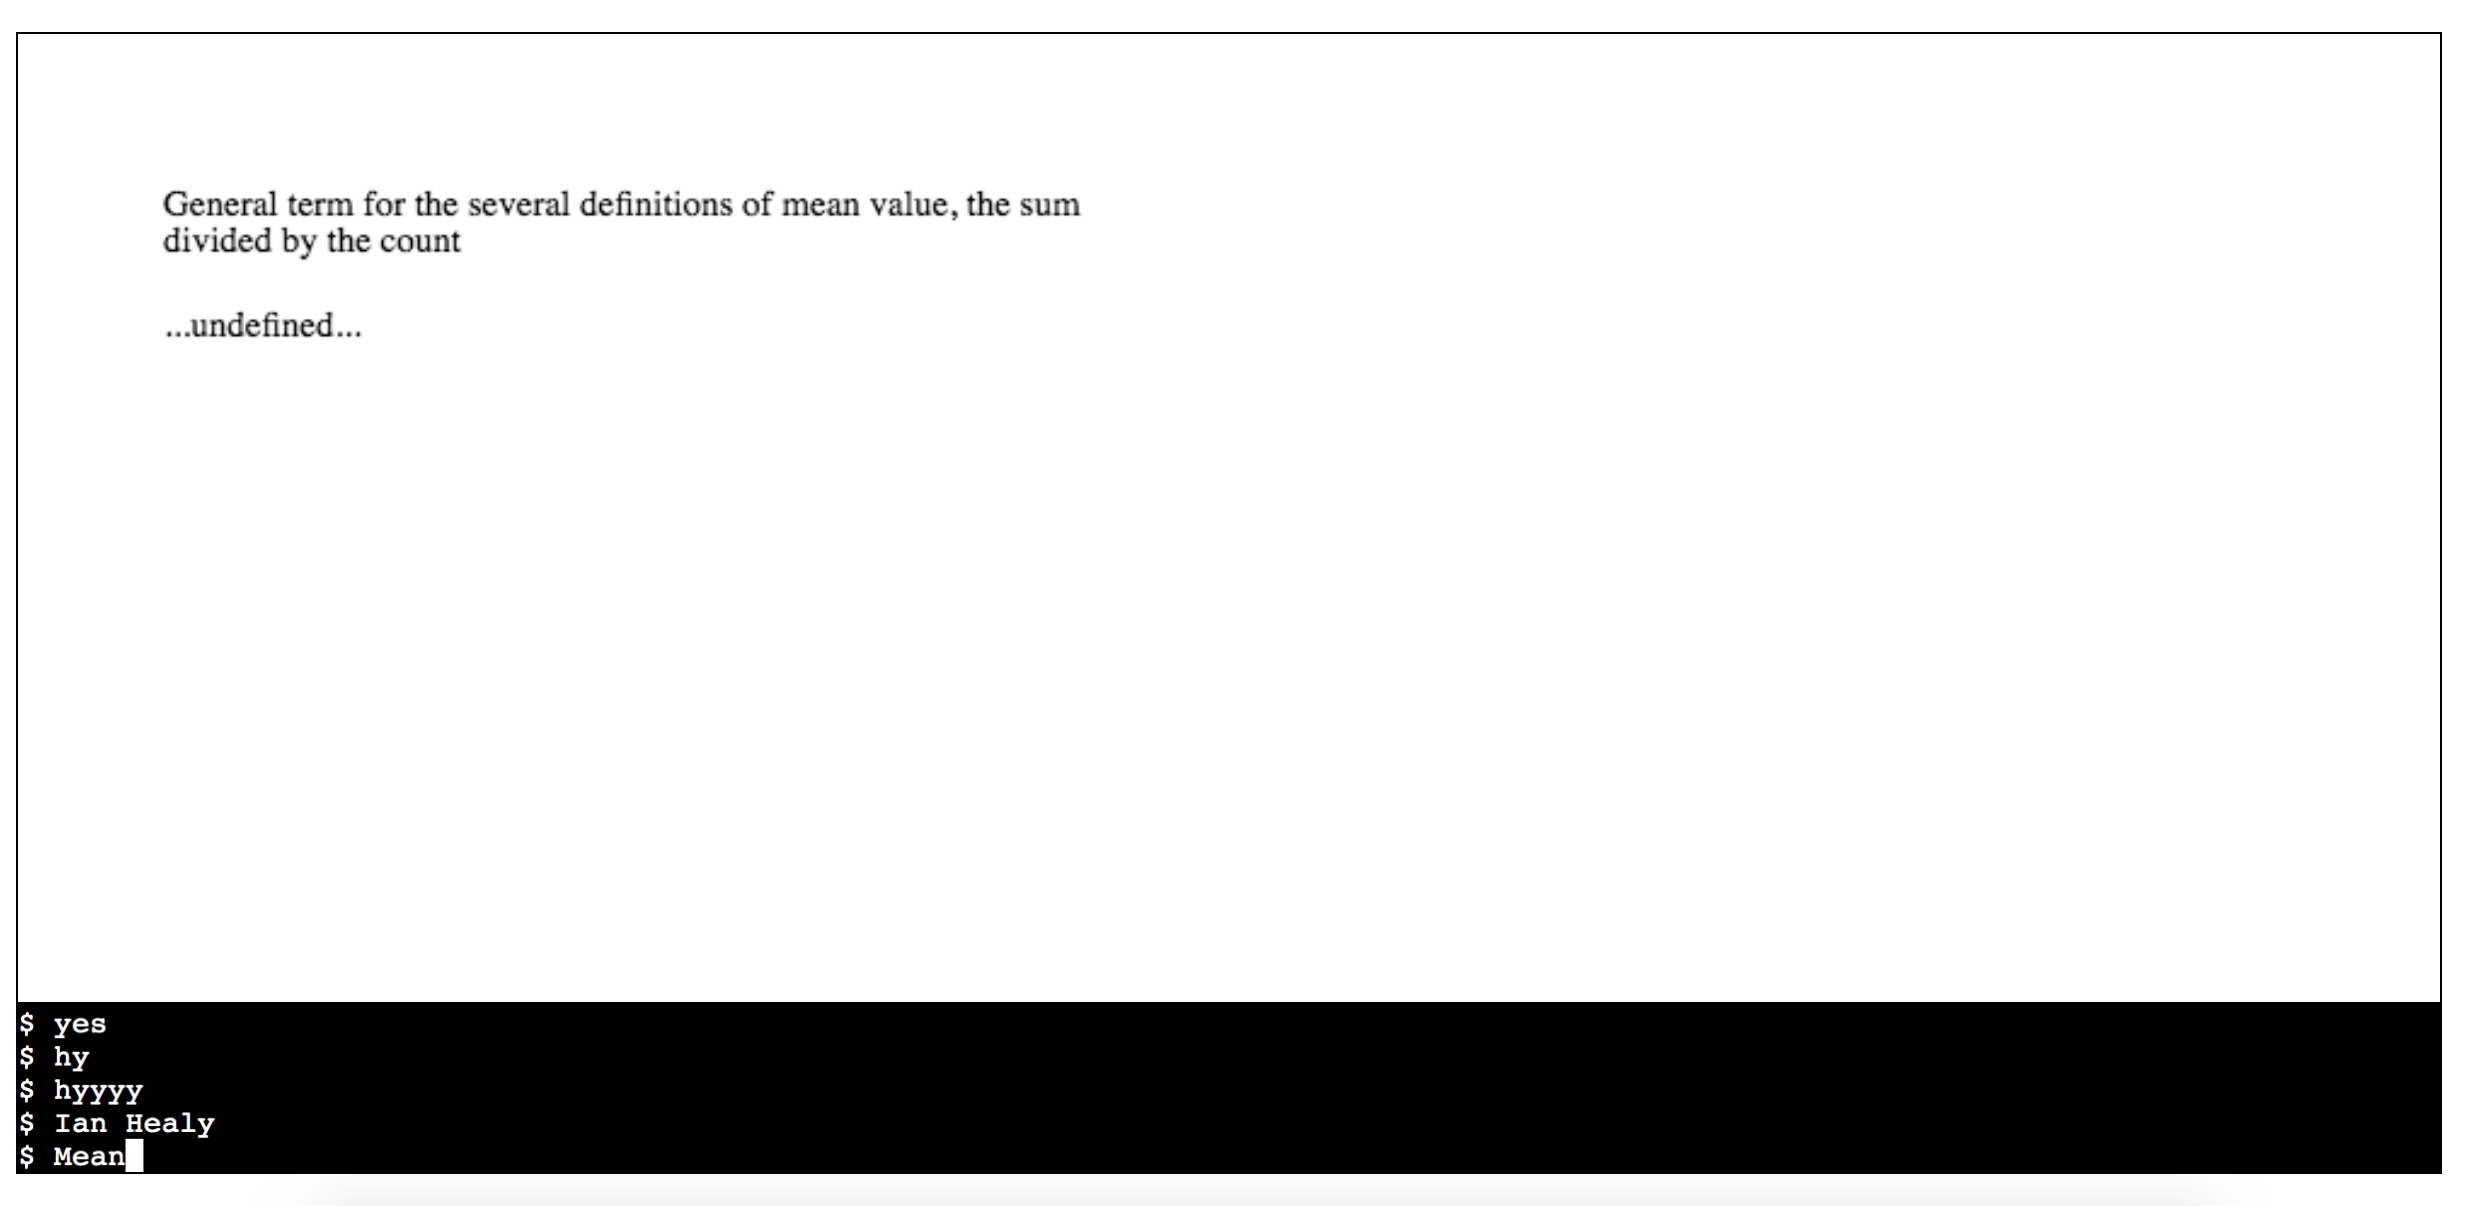 General term for the several definitions of mean value, the sum
divided by the count
...undefined...
$ yes
$ hy
$ hyyyy
$ Ian Healy
$ Mean